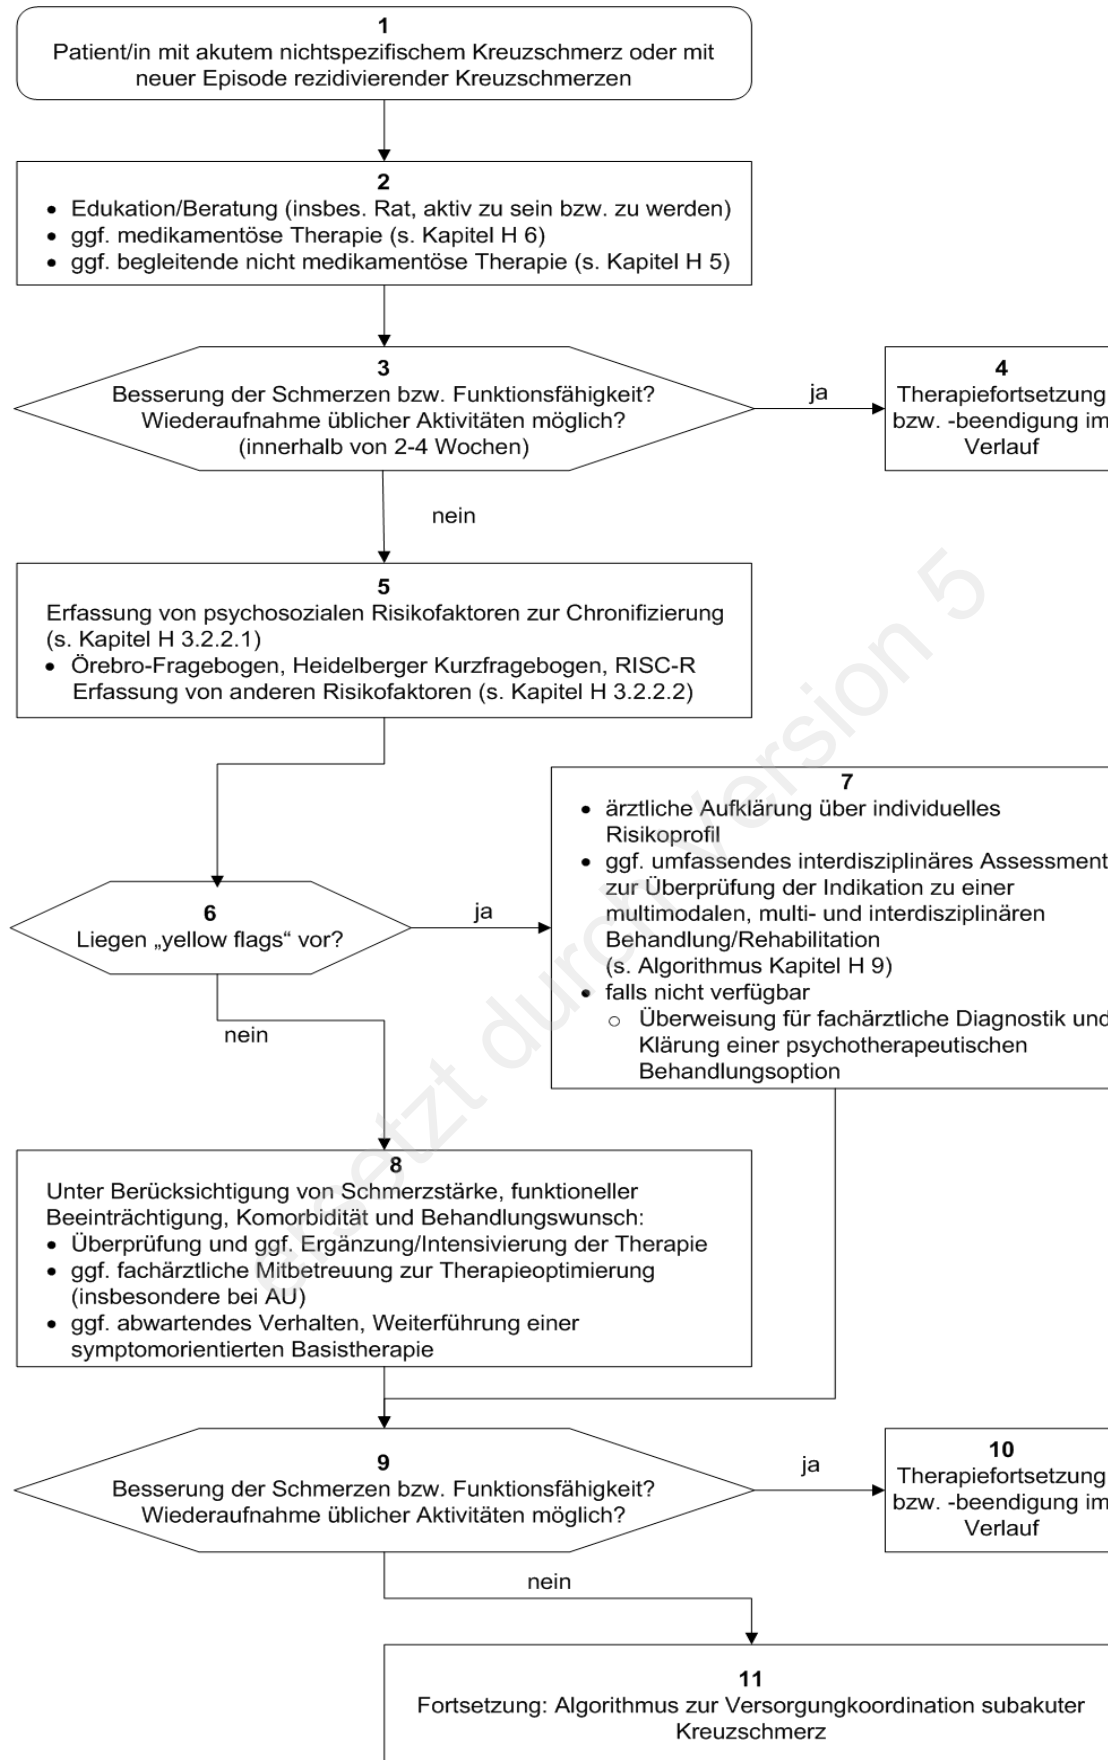 1
Patient/in mit akutem nichtspezifischem Kreuzschmerz oder mit
neuer Episode rezidivierender Kreuzschmerzen
2
• Edukation/Beratung (insbes. Rat, aktiv zu sein bzw. zu werden)
• ggf. medikamentöse Therapie (s. Kapitel H 6)
• ggf. begleitende nicht medikamentöse Therapie (s. Kapitel H 5)
3
Besserung der Schmerzen bzw. Funktionsfähigkeit?
Wiederaufnahme üblicher Aktivitäten möglich?
(innerhalb von 2-4 Wochen)
ja
4
Therapiefortsetzung
bzw. -beendigung im
Verlauf
nein
5
Erfassung von psychosozialen Risikofaktoren zur Chronifizierung
(s. Kapitel H 3.2.2.1)
• Örebro-Fragebogen, Heidelberger Kurzfragebogen, RISC-R
Erfassung von anderen Risikofaktoren (s. Kapitel H 3.2.2.2)
6
Liegen „yellow flags“ vor?
ja
7
• ärztliche Aufklärung über individuelles
Risikoprofil
• ggf. umfassendes interdisziplinäres Assessment
zur Überprüfung der Indikation zu einer
multimodalen, multi- und interdisziplinären
Behandlung/Rehabilitation
(s. Algorithmus Kapitel H 9)
• falls nicht verfügbar
o Überweisung für fachärztliche Diagnostik und
Klärung einer psychotherapeutischen
Behandlungsoption
nein
8
Unter Berücksichtigung von Schmerzstärke, funktioneller
Beeinträchtigung, Komorbidität und Behandlungswunsch:
• Überprüfung und ggf. Ergänzung/Intensivierung der Therapie
• ggf. fachärztliche Mitbetreuung zur Therapieoptimierung
(insbesondere bei AU)
• ggf. abwartendes Verhalten, Weiterführung einer
symptomorientierten Basistherapie
9
Besserung der Schmerzen bzw. Funktionsfähigkeit?
Wiederaufnahme üblicher Aktivitäten möglich?
ja
10
Therapiefortsetzung
bzw. -beendigung im
Verlauf
nein
11
Fortsetzung: Algorithmus zur Versorgungkoordination subakuter
Kreuzschmerz
ersetzt durch Version 5